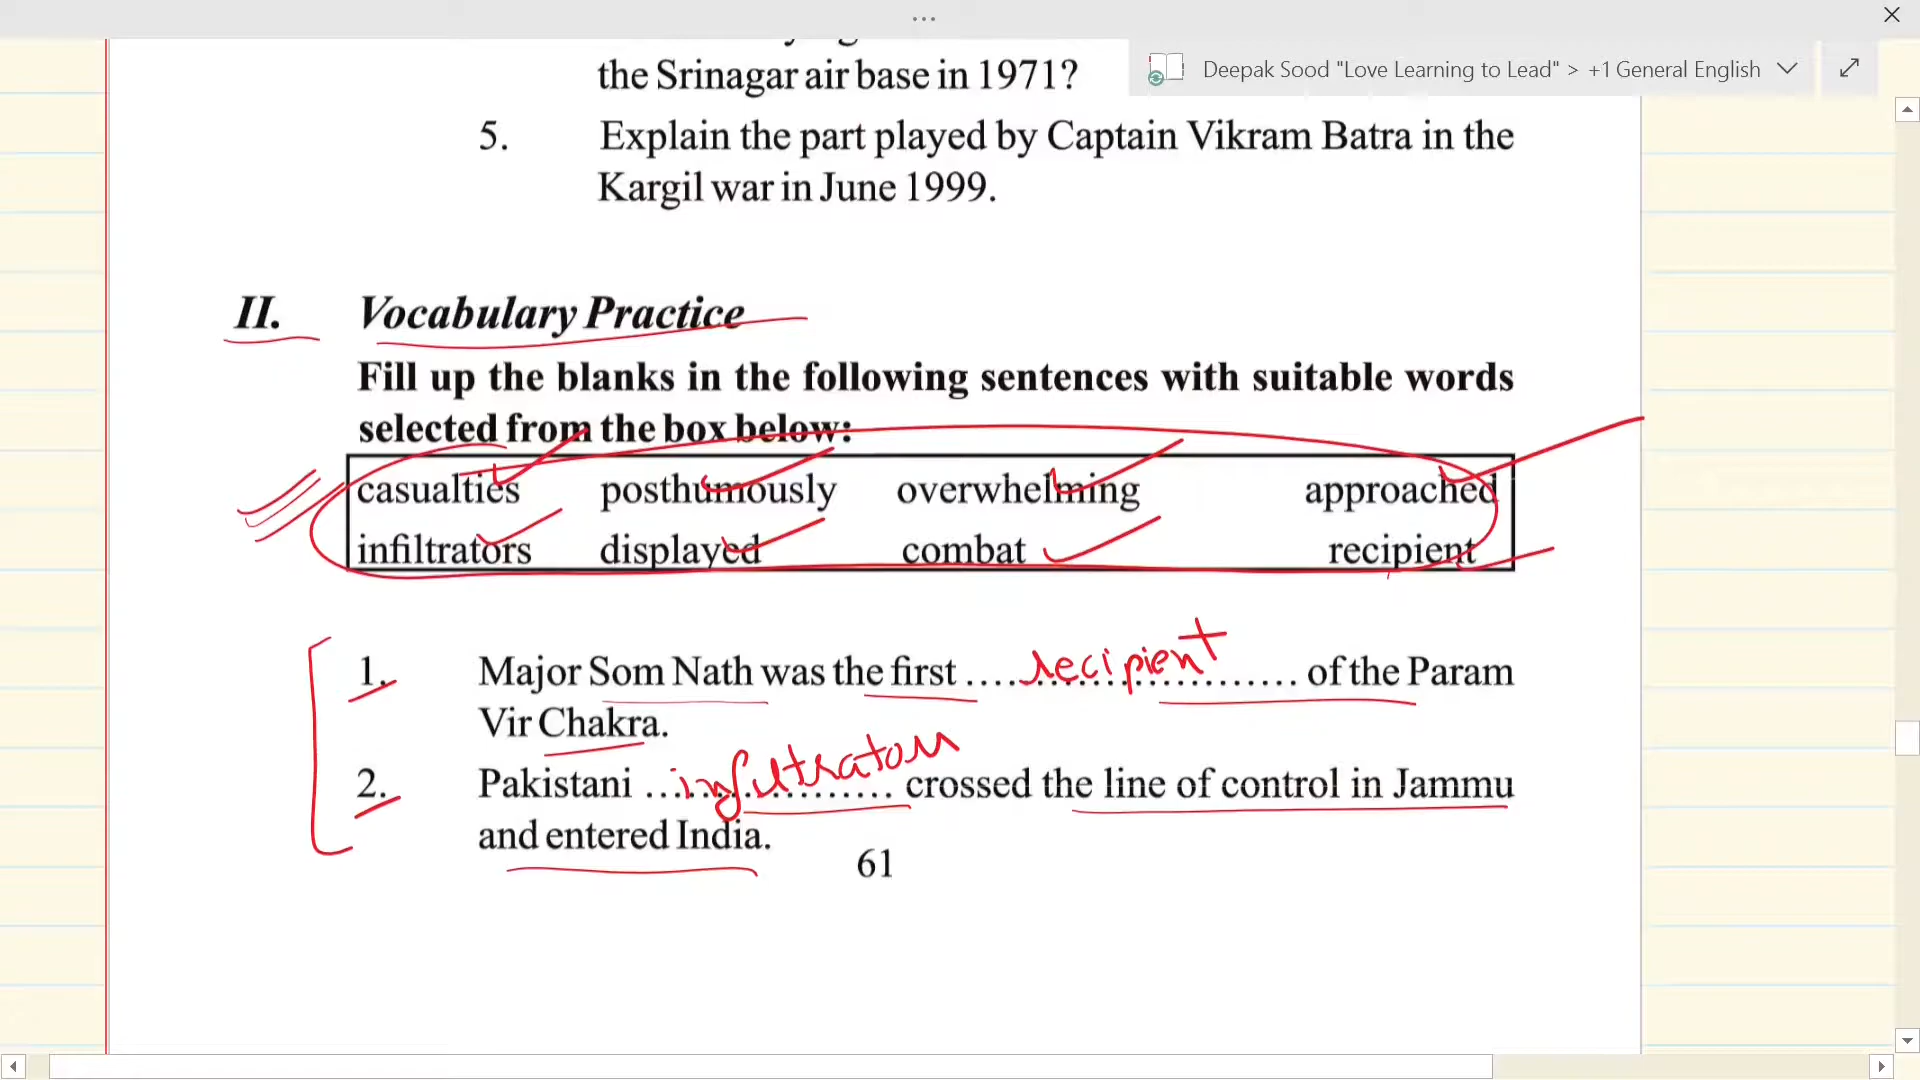 Deepak Sood "Love Learning to Lead" > +1 General English
the Srinagar air base in 1971?
5. Explain the part played by Captain Vikram Batra in the
Kargil war in June 1999.
II. Vocabulary Practice
Fill up the blanks in the following sentences with suitable words
selected from the box below:
casualties posthumously overwhelming approached
infiltrators displayed combat recipient
1. Major Som Nath was the first .... recipient .... of the Param
Vir Chakra.
2. Pakistani .... infiltrators .... crossed the line of control in Jammu
and entered India.
61